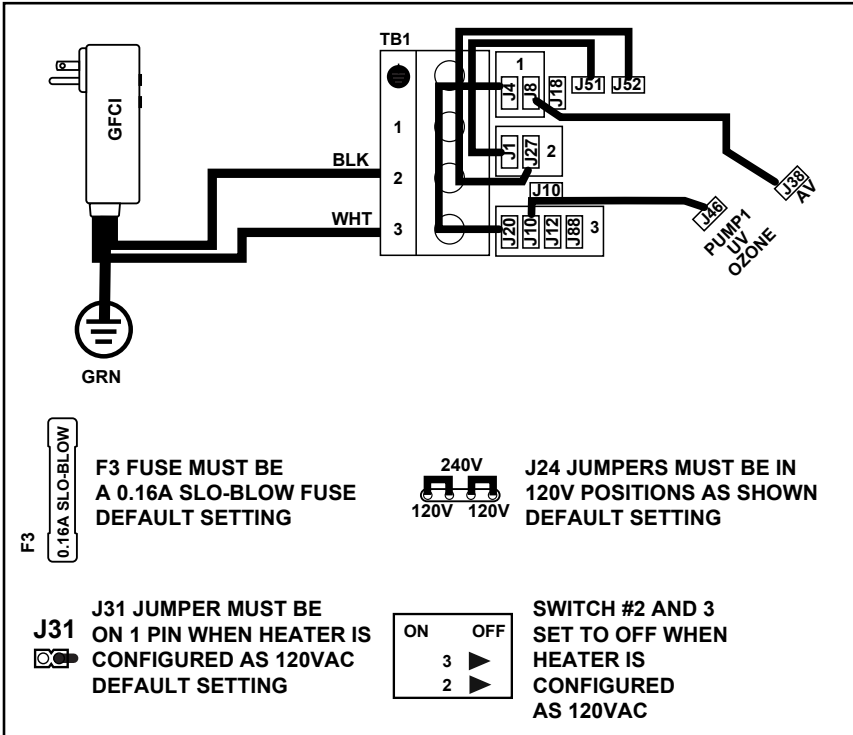 TB1
GFCI
1
2
3
BLK
WHT
GRN
1
J4
J8
J18
J51
J52
J1
J27
2
J10
J20
J10
J12
J88
3
J38
AV
J46
PUMP1
UV
OZONE
F3
0.16A SLO-BLOW
F3 FUSE MUST BE
A 0.16A SLO-BLOW FUSE
DEFAULT SETTING
240V
120V 120V
J24 JUMPERS MUST BE IN
120V POSITIONS AS SHOWN
DEFAULT SETTING
J31
J31 JUMPER MUST BE
ON 1 PIN WHEN HEATER IS
CONFIGURED AS 120VAC
DEFAULT SETTING
ON OFF
3
2
SWITCH #2 AND 3
SET TO OFF WHEN
HEATER IS
CONFIGURED
AS 120VAC